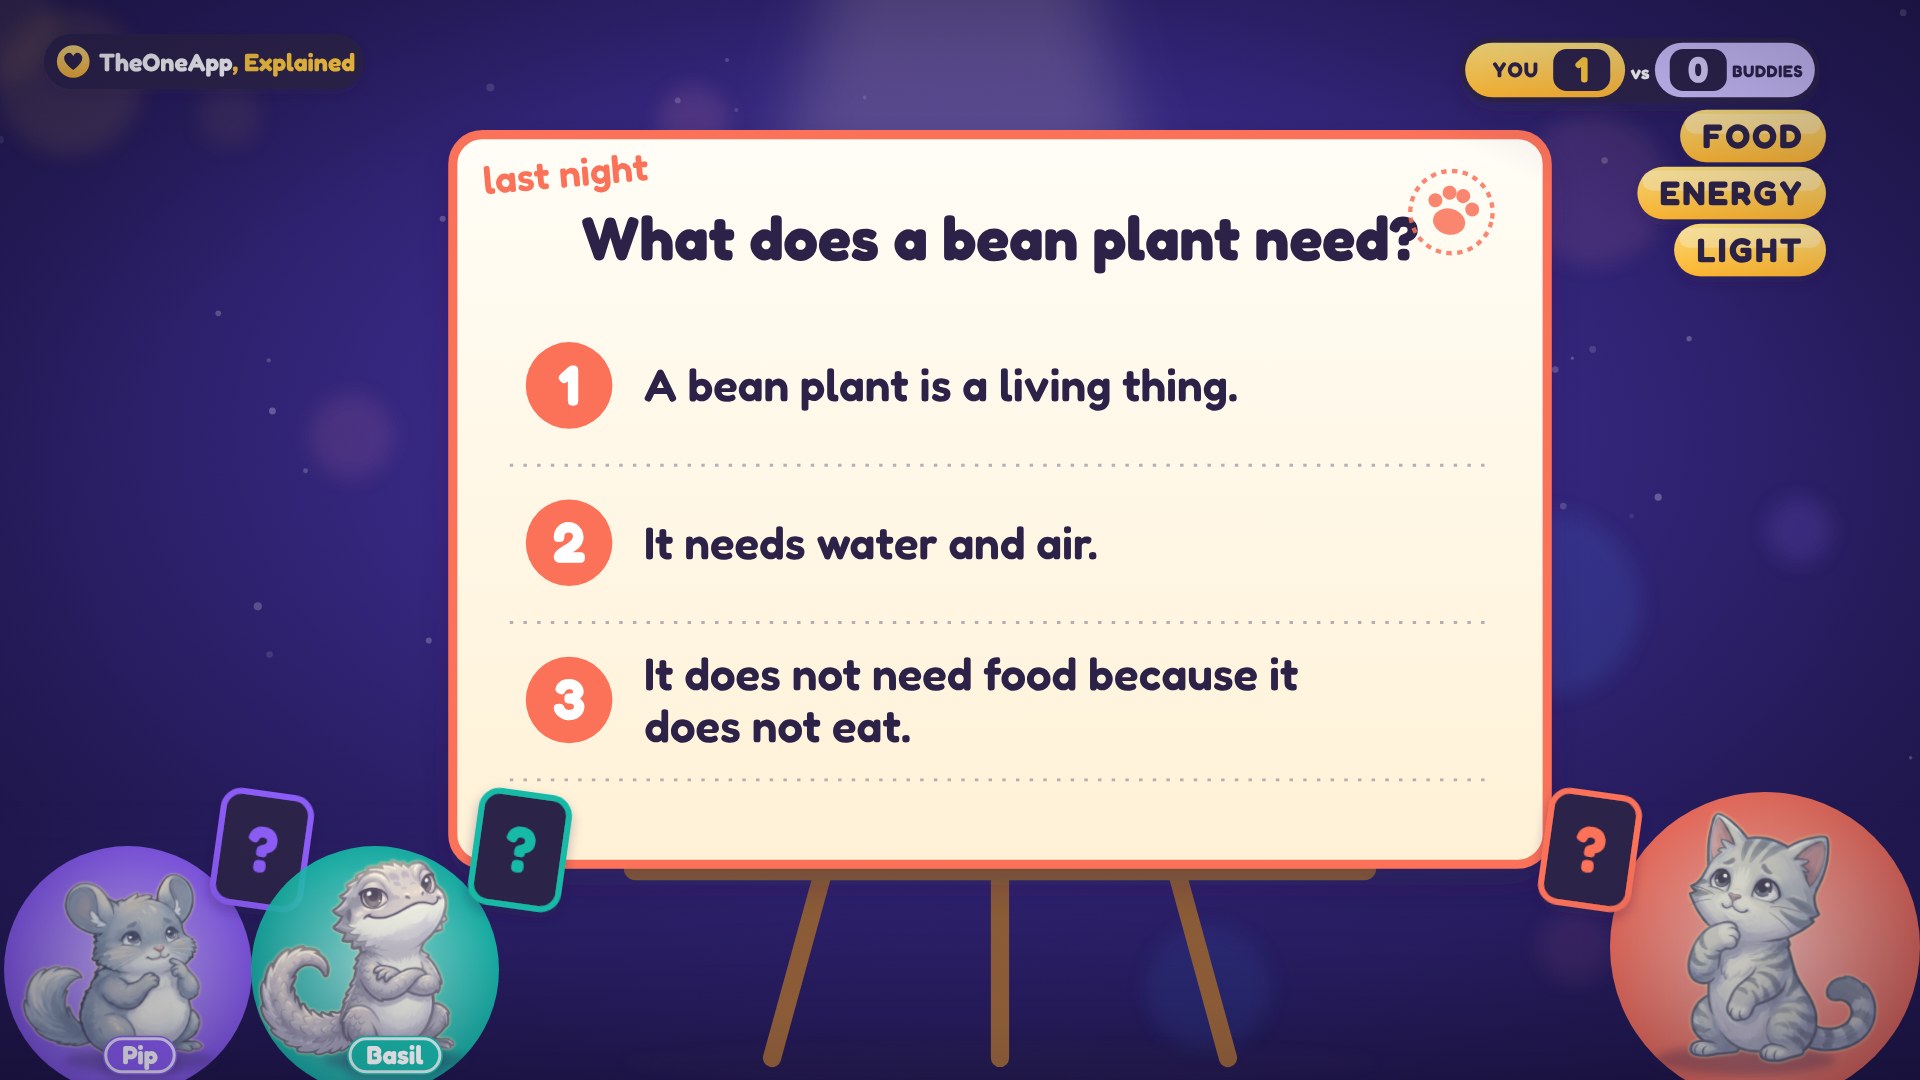 TheOneApp, Explained
YOU 1 vs 0 BUDDIES
FOOD
ENERGY
LIGHT
last night
What does a bean plant need?
1 A bean plant is a living thing.
2 It needs water and air.
3 It does not need food because it
does not eat.
?
?
?
Pip
Basil